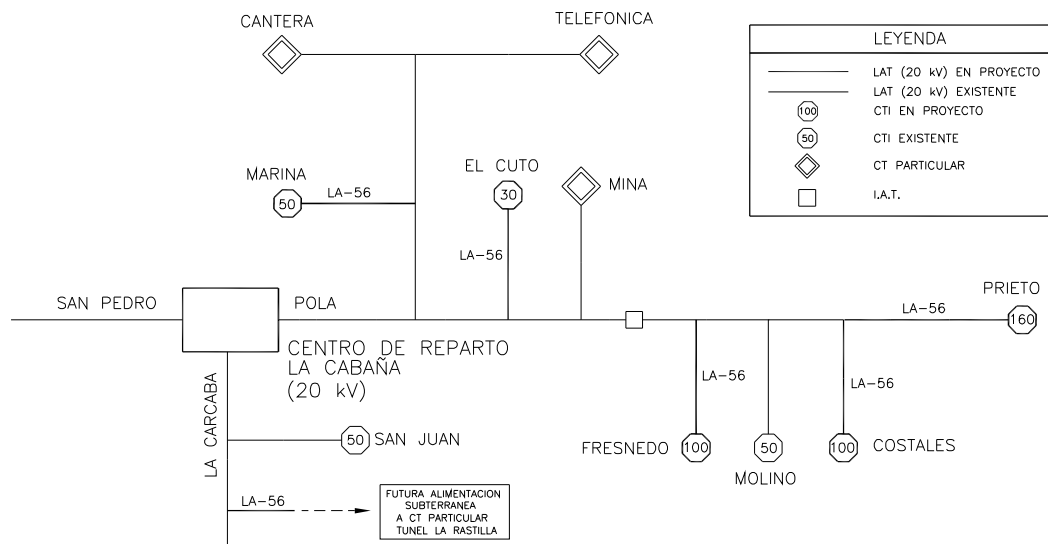 CANTERA
TELEFONICA
LEYENDA
LAT (20 kV) EN PROYECTO
LAT (20 kV) EXISTENTE
100 CTI EN PROYECTO
50 CTI EXISTENTE
CT PARTICULAR
I.A.T.
MARINA
50
LA-56
EL CUTO
30
LA-56
MINA
SAN PEDRO
POLA
CENTRO DE REPARTO
LA CABAÑA
(20 kV)
PRIETO
LA-56
160
LA-56
LA-56
FRESNEDO
100
50
MOLINO
100
COSTALES
LA CARCABA
50
SAN JUAN
LA-56
FUTURA ALIMENTACION
SUBTERRANEA
A CT PARTICULAR
TUNEL LA RASTILLA